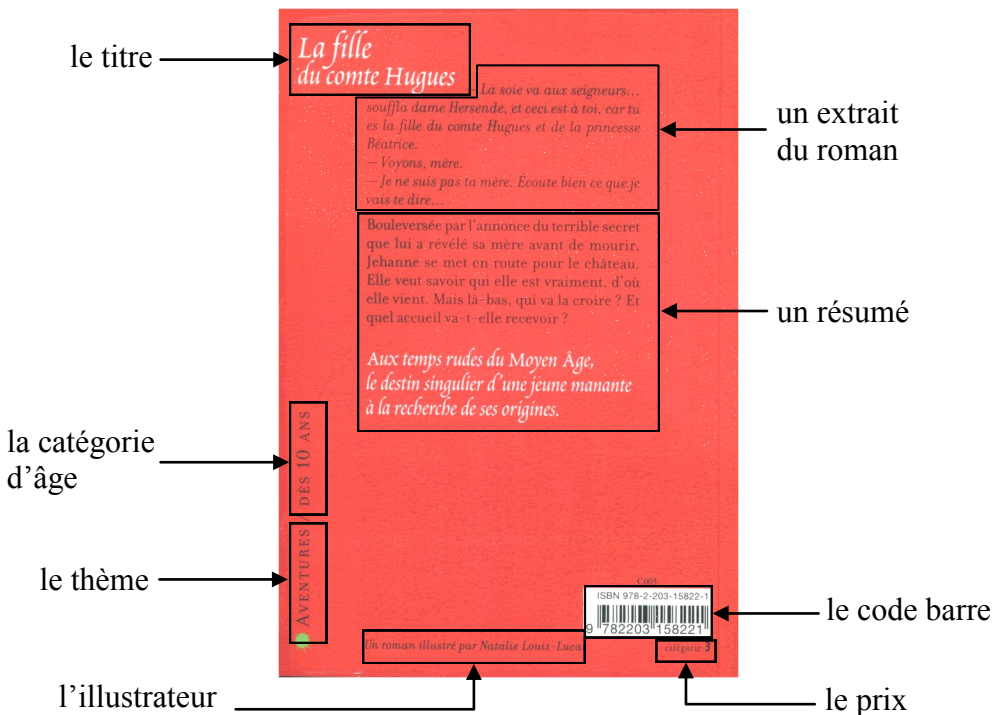 le titre
La fille
du comte Hugues
— La soie va aux seigneurs...
souffla dame Hersende, et ceci est à toi, car tu
es la fille du comte Hugues et de la princesse
Béatrice.
— Voyons, mère.
— Je ne suis pas ta mère. Écoute bien ce que je
vais te dire...
un extrait
du roman
Bouleversée par l'annonce du terrible secret
que lui a révélé sa mère avant de mourir,
Jehanne se met en route pour le château.
Elle veut savoir qui elle est vraiment, d'où
elle vient. Mais là-bas, qui va la croire ? Et
quel accueil va-t-elle recevoir ?
Aux temps rudes du Moyen Âge,
le destin singulier d'une jeune manante
à la recherche de ses origines.
un résumé
la catégorie
d'âge
AVENTURES / DÈS 10 ANS
le thème
C003
ISBN 978-2-203-15822-1
9 782203 158221
le code barre
Un roman illustré par Natalie Louis-Lucas
catégorie 3
l'illustrateur
le prix